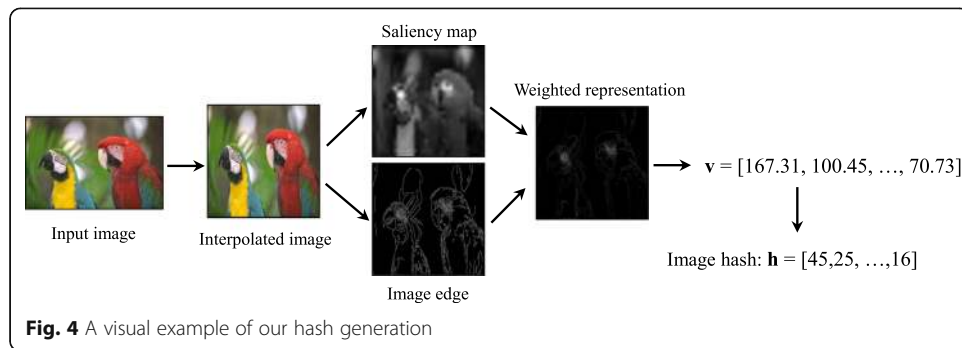 Saliency map
Weighted representation
Input image
Interpolated image
Image edge
v = [167.31, 100.45, …, 70.73]
Image hash: h = [45,25, …,16]
Fig. 4 A visual example of our hash generation